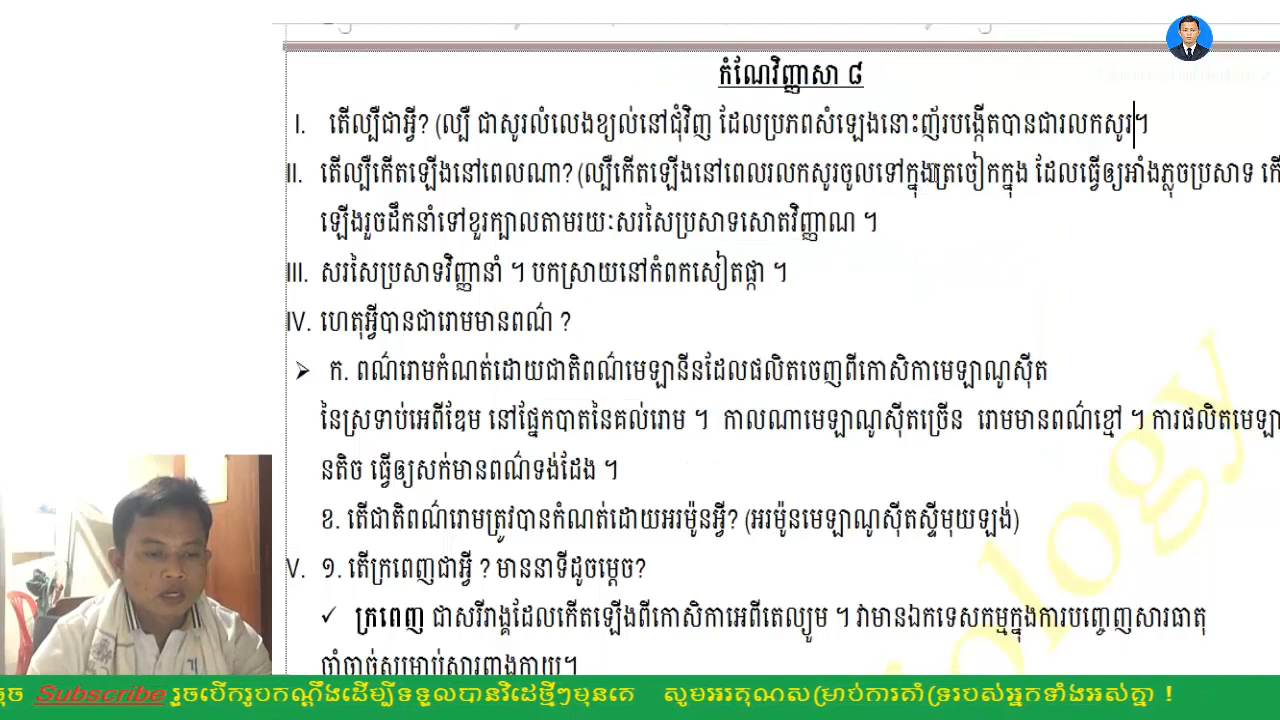 កំណែវិញ្ញាសា ៨
I. តើល្បឺជាអ្វី? (ល្បឺ ជាសូរលំលេងខ្យល់នៅជុំវិញ ដែលប្រភពសំឡេងនោះញ័របង្កើតបានជារលកសូរ។
II. តើល្បឺកើតឡើងនៅពេលណា? (ល្បឺកើតឡើងនៅពេលរលកសូរចូលទៅក្នុងត្រចៀកក្នុង ដែលធ្វើឲ្យអាំងភ្លុចប្រសាទ កើ
ឡើងរួចដឹកនាំទៅខួរក្បាលតាមរយៈសរសៃប្រសាទសោតវិញ្ញាណ ។
III. សរសៃប្រសាទវិញ្ញានាំ ។ បកស្រាយនៅកំពកសៀតផ្កា ។
IV. ហេតុអ្វីបានជារោមមានពណ៌ ?
➢ ក. ពណ៌រោមកំណត់ដោយជាតិពណ៌មេឡានីនដែលផលិតចេញពីកោសិកាមេឡាណូស៊ីត
នៃស្រទាប់អេពីឌែម នៅផ្នែកបាតនៃគល់រោម ។ កាលណាមេឡាណូស៊ីតច្រើន រោមមានពណ៌ខ្មៅ ។ ការផលិតមេឡា
នតិច ធ្វើឲ្យសក់មានពណ៌ទង់ដែង ។
ខ. តើជាតិពណ៌រោមត្រូវបានកំណត់ដោយអរម៉ូនអ្វី? (អរម៉ូនមេឡាណូស៊ីតស្ទីមុយឡង់)
V. ១. តើក្រពេញជាអ្វី ? មាននាទីដូចម្តេច?
✓ ក្រពេញ ជាសរីរាង្គដែលកើតឡើងពីកោសិកាអេពីតេល្យូម ។ វាមានឯកទេសកម្មក្នុងការបញ្ចេញសារធាតុ
ចាំបាច់សម្រាប់សារពាង្គកាយ។
ology
ច Subscribe រួចបើករូបកណ្តឹងដើម្បីទទួលបានវិដេថ្មីៗមុនគេ សូមអរគុណសម្រាប់ការគាំទ្ររបស់អ្នកទាំងអស់គ្នា !